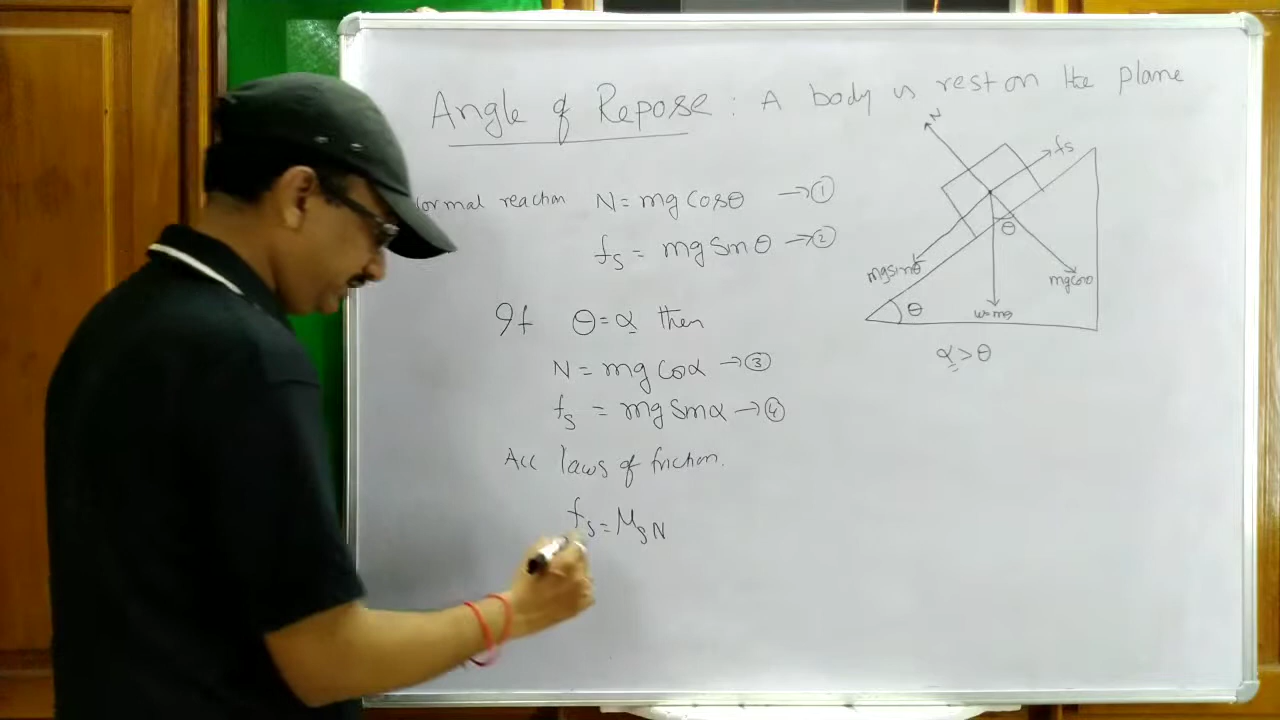 Angle of Repose : A body is rest on the plane
Normal reaction N = mg cosθ → ①
fs = mg sinθ → ②
If θ = α then
N = mg cosα → ③
fs = mg sinα → ④
Acc laws of friction.
fs = μs N
N
fs
θ
mgsinθ
mgcosθ
θ
w=mg
α > θ